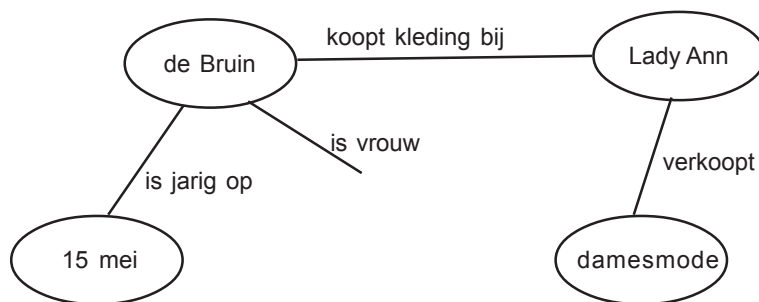 koopt kleding bij
de Bruin
Lady Ann
is vrouw
is jarig op
verkoopt
15 mei
damesmode